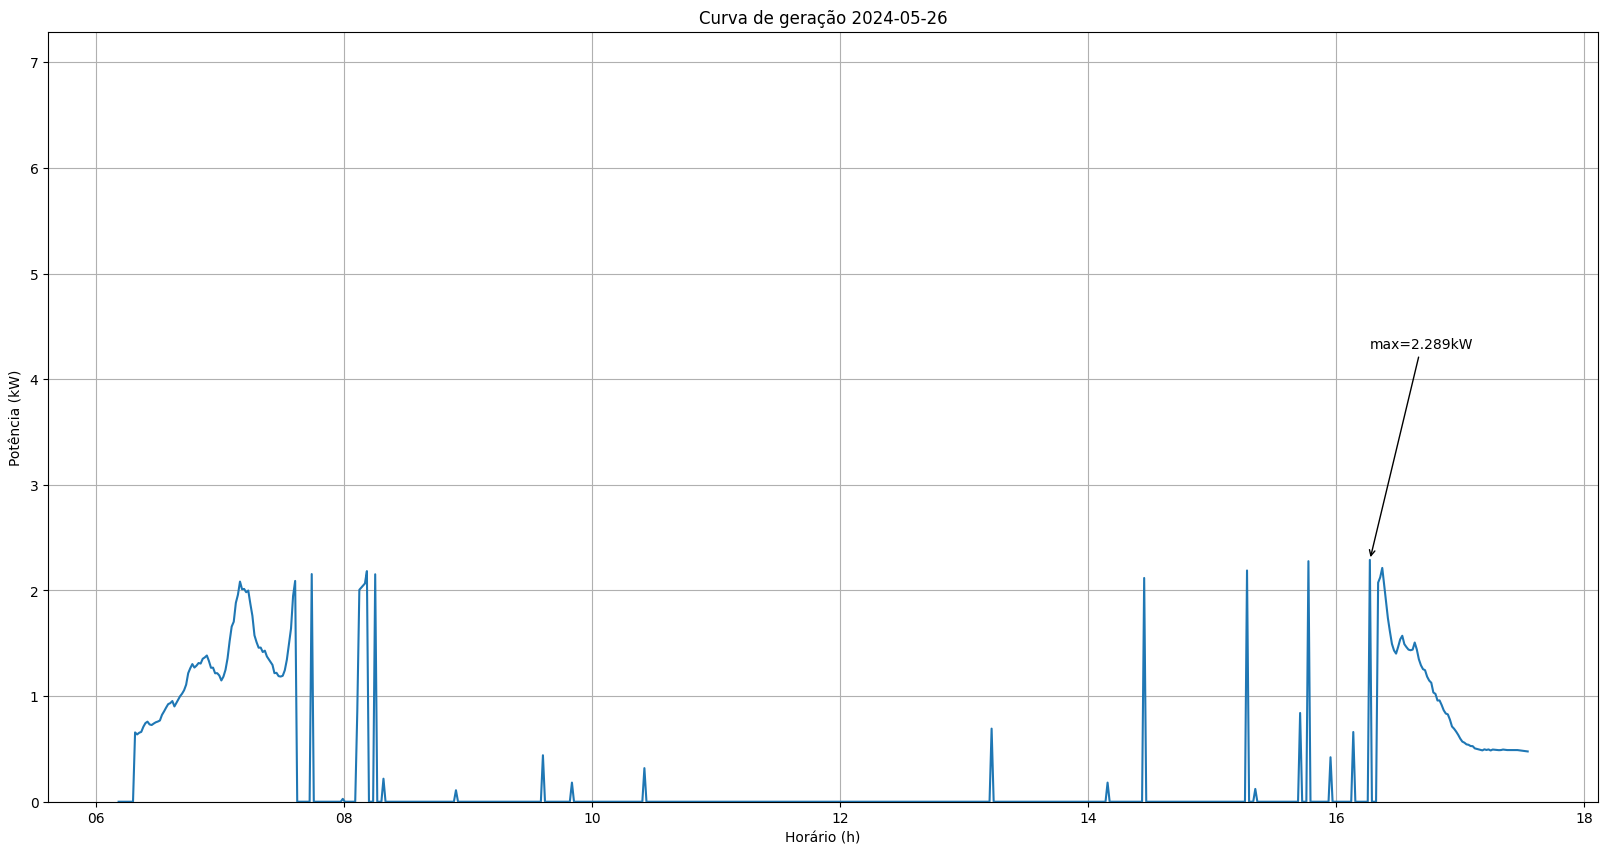 Curva de geração 2024-05-26
7
6
5
4
3
2
1
0
Potência (kW)
max=2.289kW
06 08 10 12 14 16 18
Horário (h)